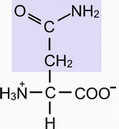 O NH₂
C
CH₂
H₃N⁺ C COO⁻
H